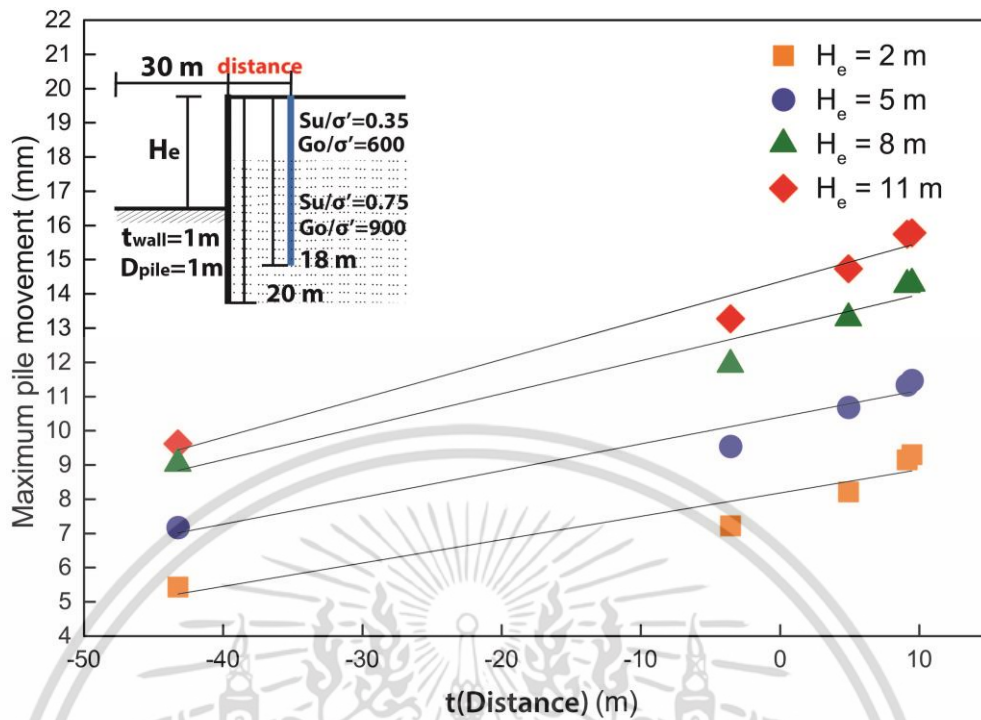 22
21
20
19
18
17
16
15
14
13
12
11
10
9
8
7
6
5
4
Maximum pile movement (mm)
30 m distance
He
Su/σ'=0.35
Go/σ'=600
Su/σ'=0.75
Go/σ'=900
twall=1m
Dpile=1m
18 m
20 m
He = 2 m
He = 5 m
He = 8 m
He = 11 m
-50 -40 -30 -20 -10 0 10
t(Distance) (m)